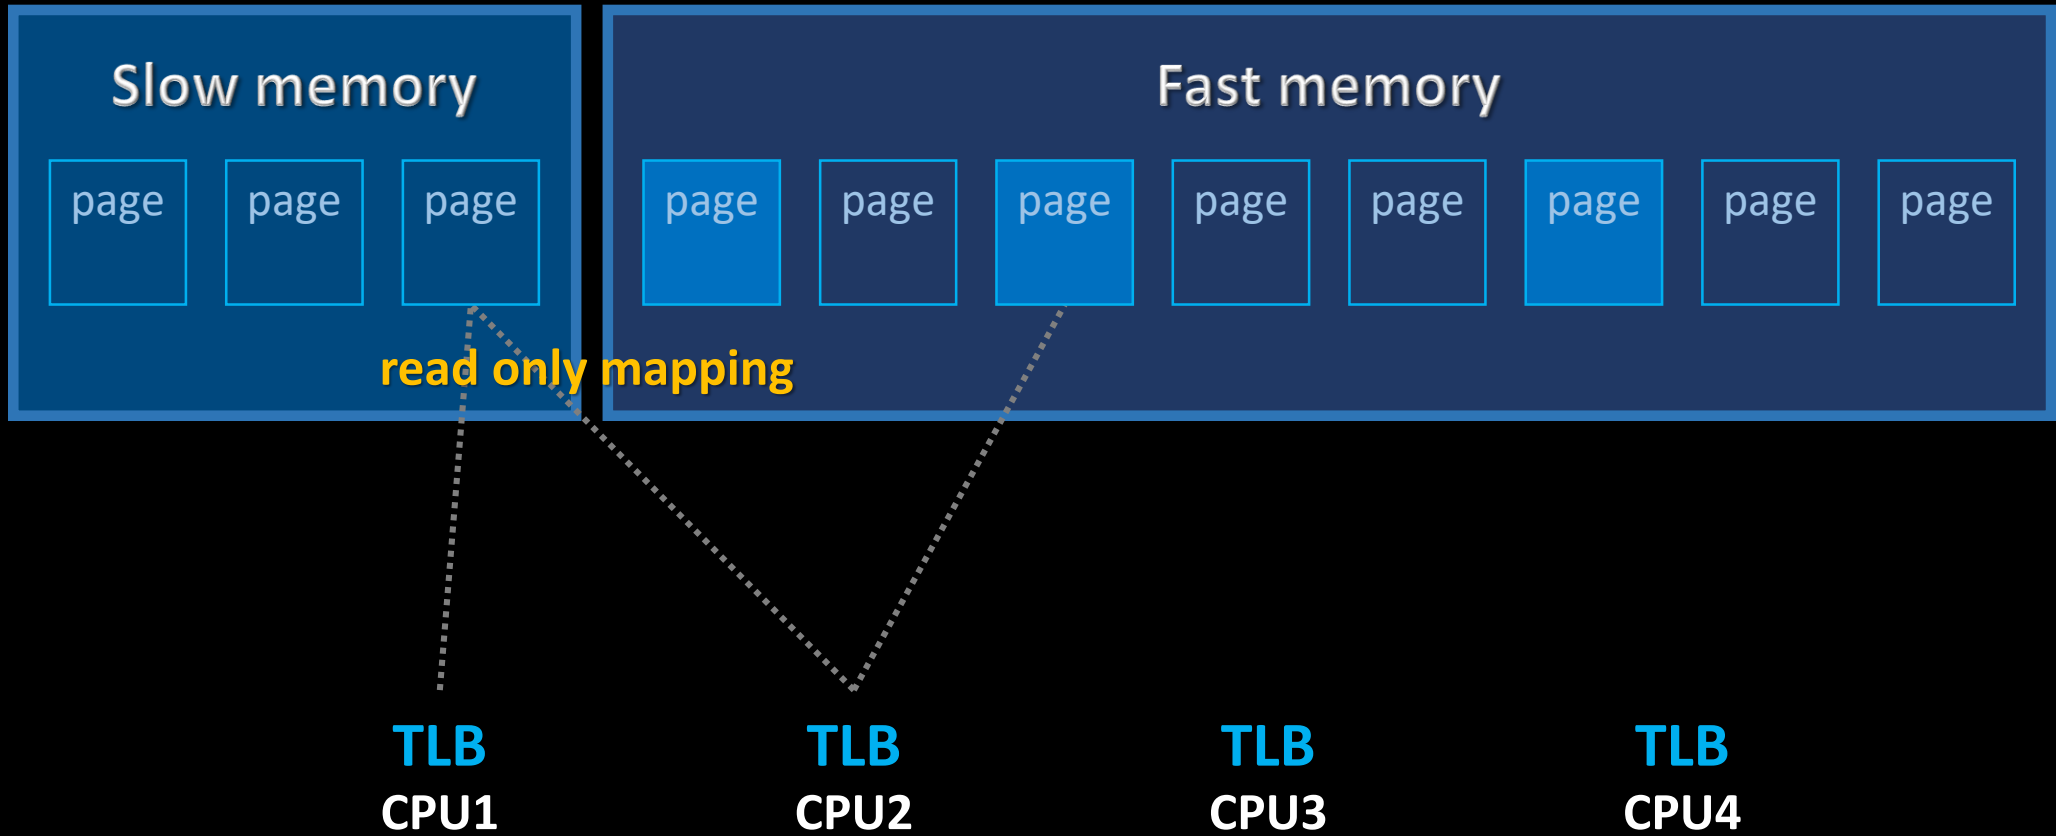 Slow memory
Fast memory
page page page
page page page page page page page page
read only mapping
TLB TLB TLB TLB
CPU1 CPU2 CPU3 CPU4